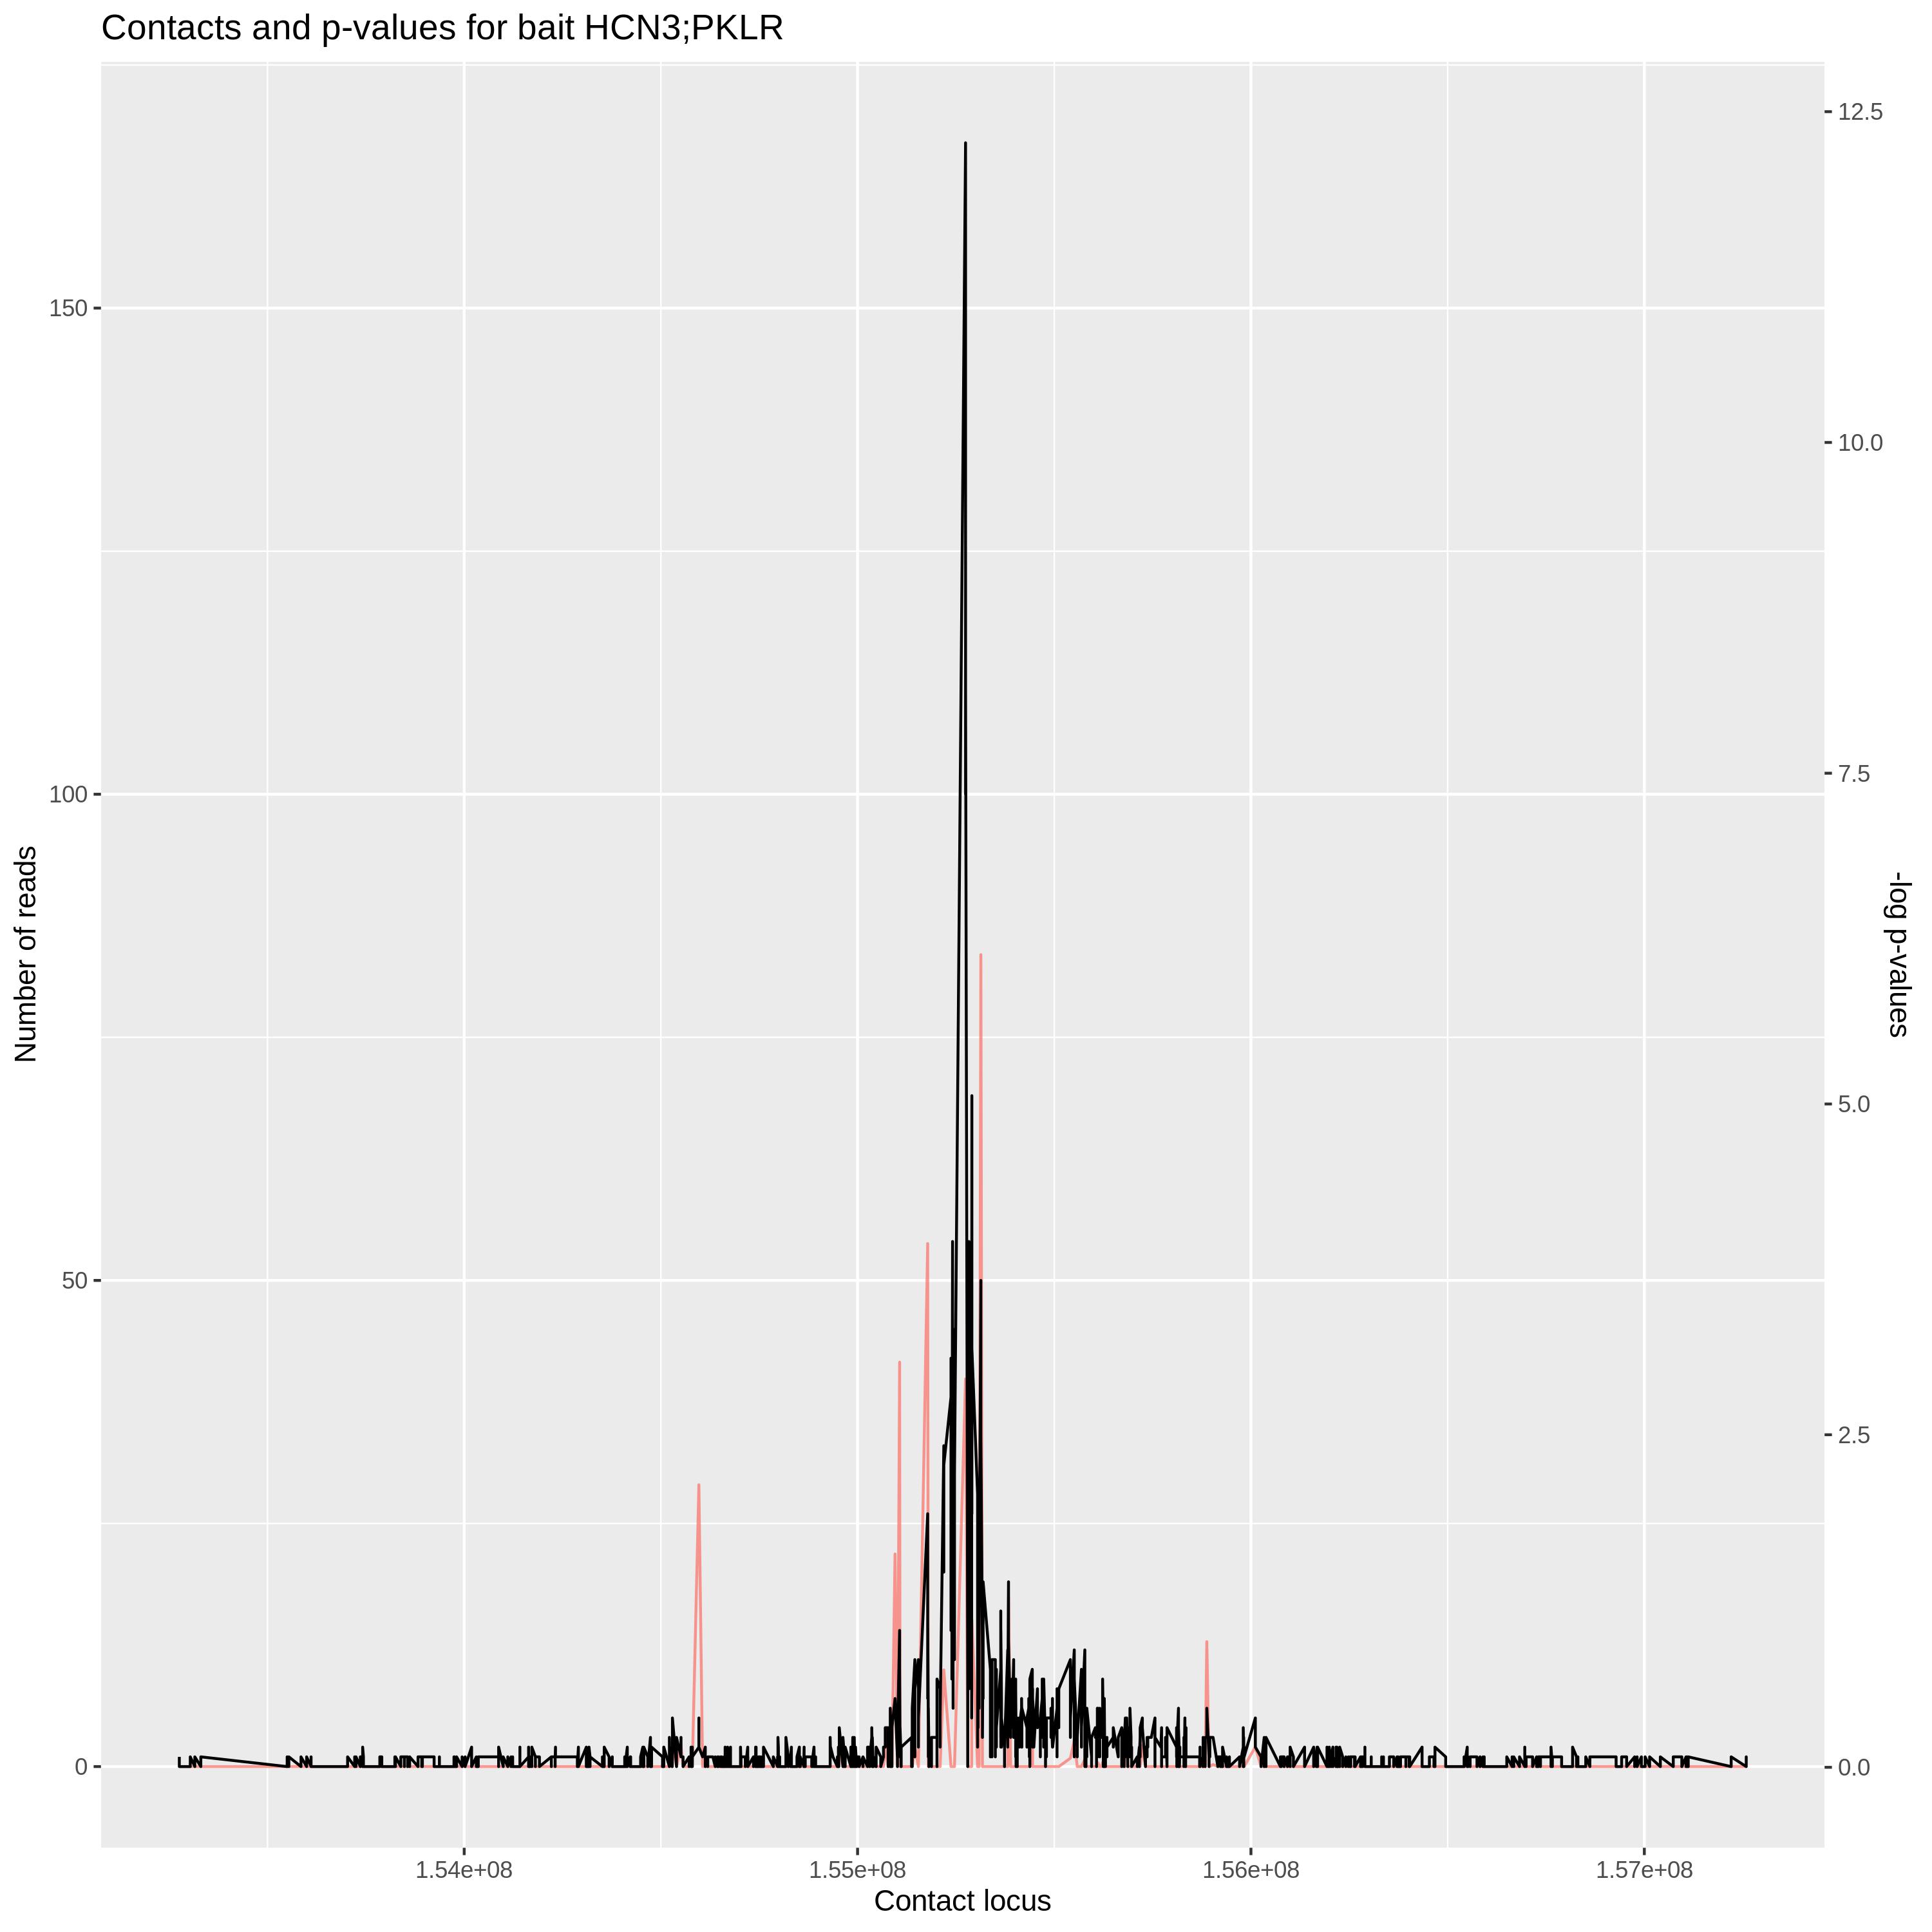 Contacts and p-values for bait HCN3;PKLR
150
100
50
0
Number of reads
12.5
10.0
7.5
5.0
2.5
0.0
-log p-values
1.54e+08
1.55e+08
1.56e+08
1.57e+08
Contact locus